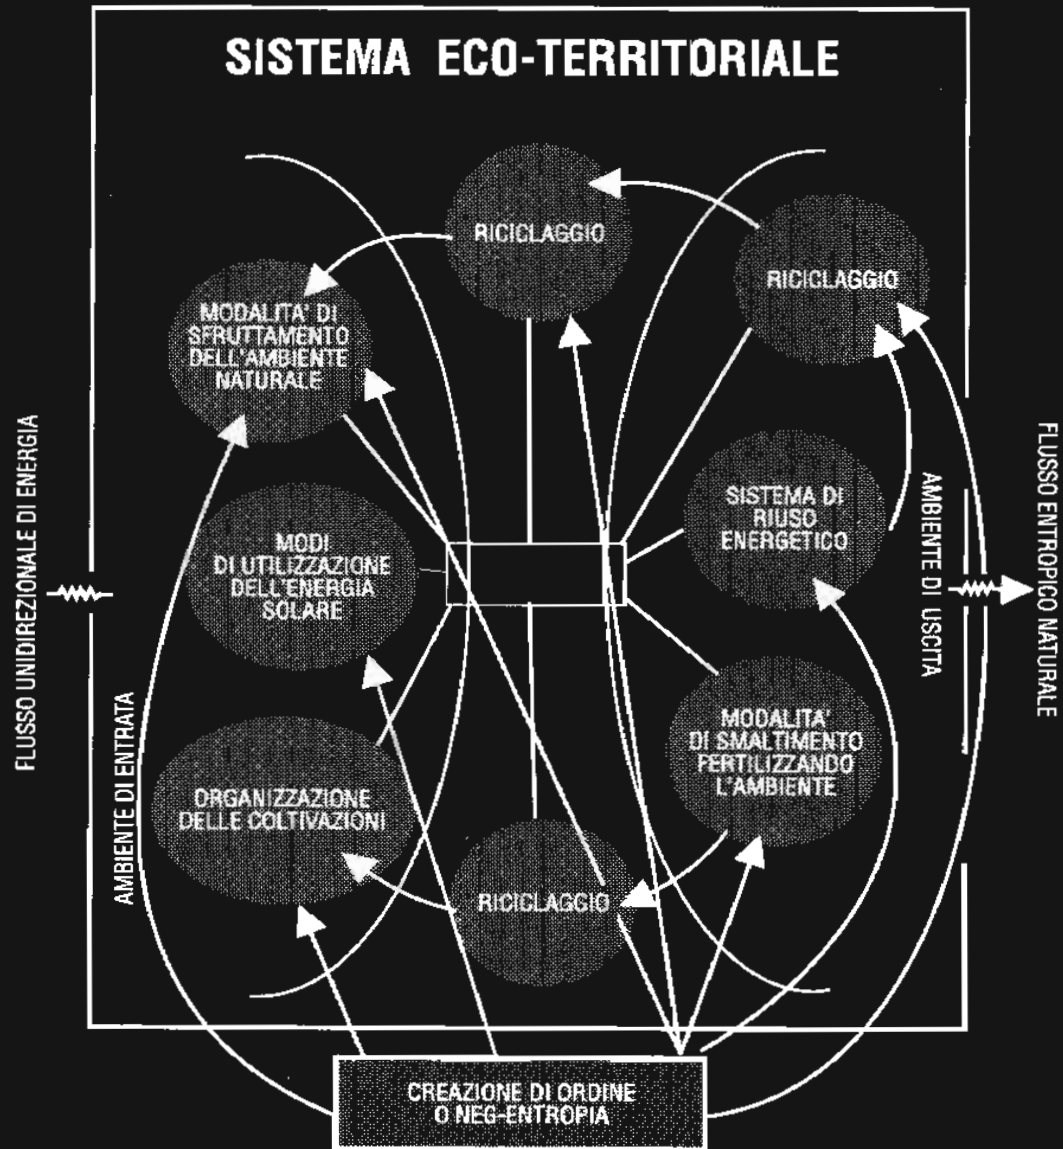 SISTEMA ECO-TERRITORIALE
RICICLAGGIO
RICICLAGGIO
MODALITA' DI
SFRUTTAMENTO
DELL'AMBIENTE
NATURALE
FLUSSO UNIDIREZIONALE DI ENERGIA
MODI
DI UTILIZZAZIONE
DELL'ENERGIA
SOLARE
SISTEMA DI
RIUSO
ENERGETICO
AMBIENTE DI USCITA
FLUSSO ENTROPICO NATURALE
AMBIENTE DI ENTRATA
ORGANIZZAZIONE
DELLE COLTIVAZIONI
MODALITA'
DI SMALTIMENTO
FERTILIZZANDO
L'AMBIENTE
RICICLAGGIO
CREAZIONE DI ORDINE
O NEG-ENTROPIA